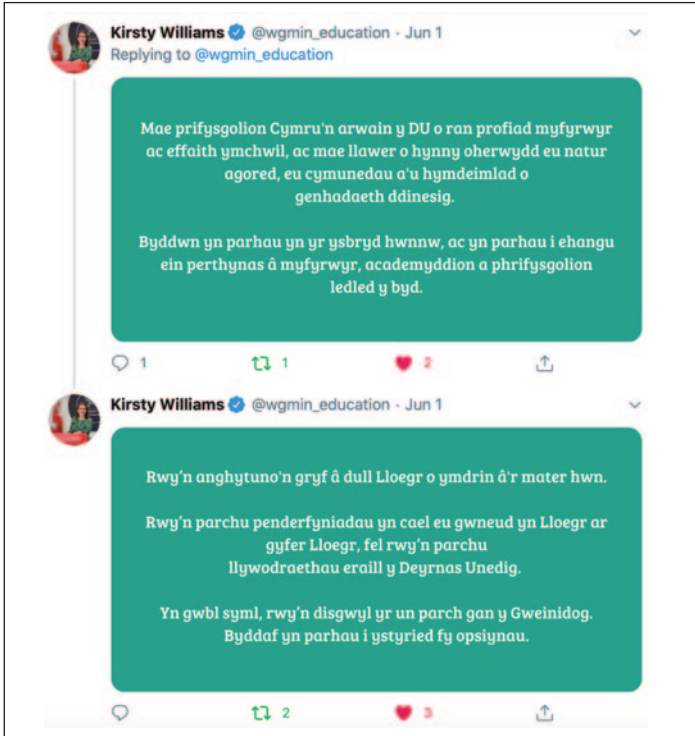 Kirsty Williams @wgmin_education · Jun 1
Replying to @wgmin_education
Mae prifysgolion Cymru'n arwain y DU o ran profiad myfyrwyr
ac effaith ymchwil, ac mae llawer o hynny oherwydd eu natur
agored, eu cymunedau a'u hymdeimlad o
genhadaeth ddinesig.
Byddwn yn parhau yn yr ysbryd hwnnw, ac yn parhau i ehangu
ein perthynas â myfyrwyr, academyddion a phrifysgolion
ledled y byd.
1 1 2
Kirsty Williams @wgmin_education · Jun 1
Rwy'n anghytuno'n gryf â dull Lloegr o ymdrin â'r mater hwn.
Rwy'n parchu penderfyniadau yn cael eu gwneud yn Lloegr ar
gyfer Lloegr, fel rwy'n parchu
llywodraethau eraill y Deyrnas Unedig.
Yn gwbl syml, rwy'n disgwyl yr un parch gan y Gweinidog.
Byddaf yn parhau i ystyried fy opsiynau.
2 3